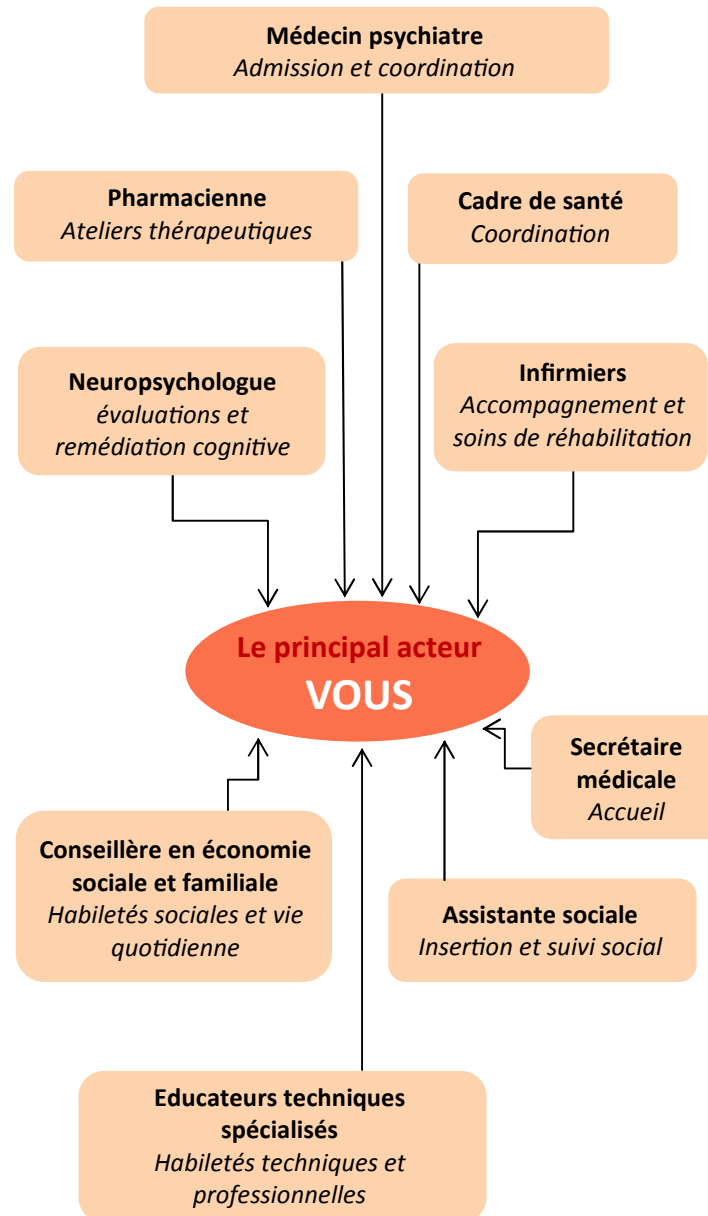 Médecin psychiatre
Admission et coordination
Pharmacienne
Ateliers thérapeutiques
Cadre de santé
Coordination
Neuropsychologue
évaluations et
remédiation cognitive
Infirmiers
Accompagnement et
soins de réhabilitation
Le principal acteur
VOUS
Secrétaire
médicale
Accueil
Conseillère en économie
sociale et familiale
Habiletés sociales et vie
quotidienne
Assistante sociale
Insertion et suivi social
Educateurs techniques
spécialisés
Habiletés techniques et
professionnelles